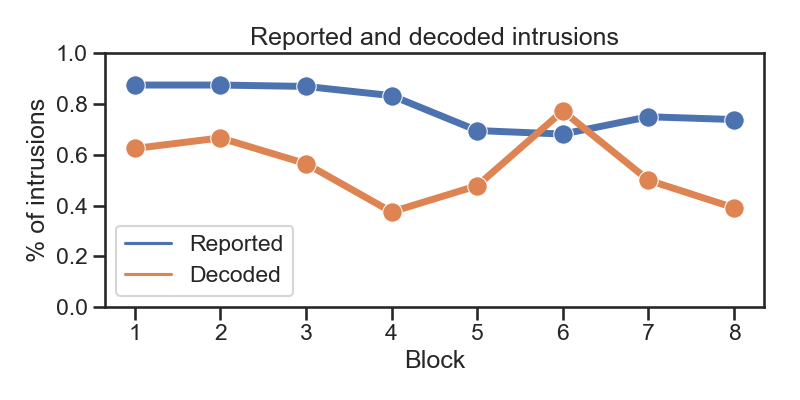 Reported and decoded intrusions
% of intrusions
1.0
0.8
0.6
0.4
0.2
0.0
Reported
Decoded
1 2 3 4 5 6 7 8
Block